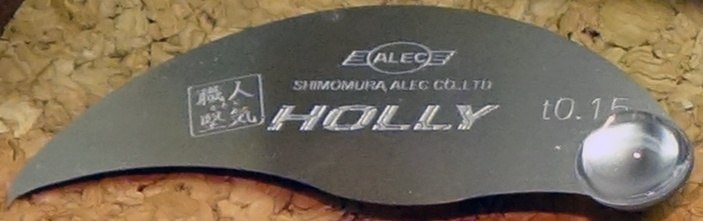 ALEC
SHIMOMURA ALEC CO.,LTD
職人
堅気
HOLLY
t0.15